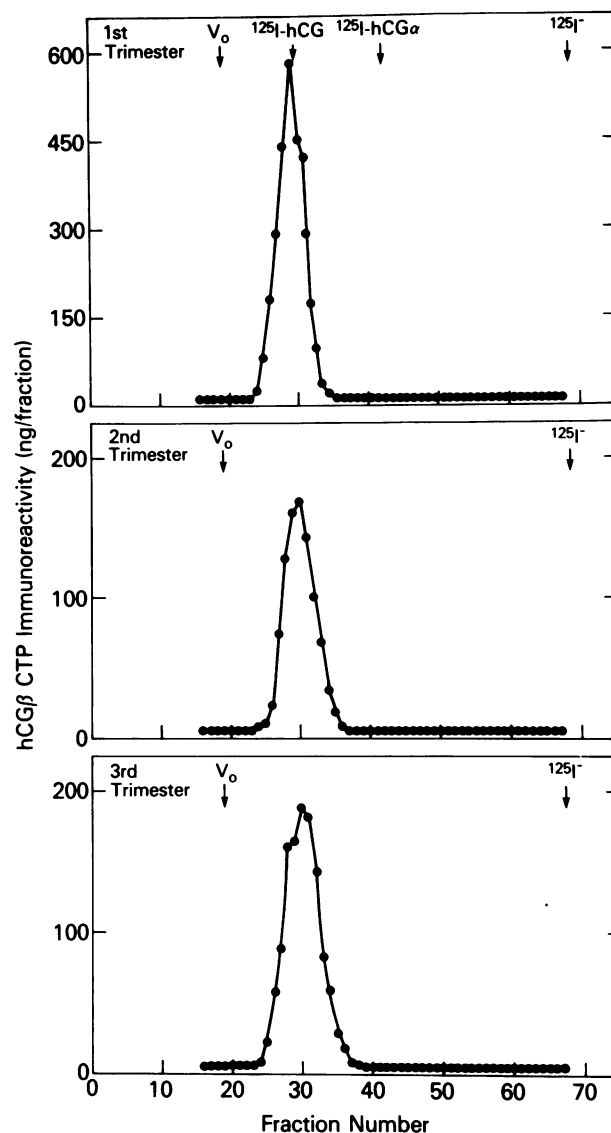 1st
Trimester
V₀
¹²⁵I-hCG
¹²⁵I-hCGα
¹²⁵I⁻
600
450
300
150
0
2nd
Trimester
V₀
¹²⁵I⁻
200
100
0
3rd
Trimester
V₀
¹²⁵I⁻
200
100
0
0 10 20 30 40 50 60 70
Fraction Number
hCGβ CTP Immunoreactivity (ng/fraction)